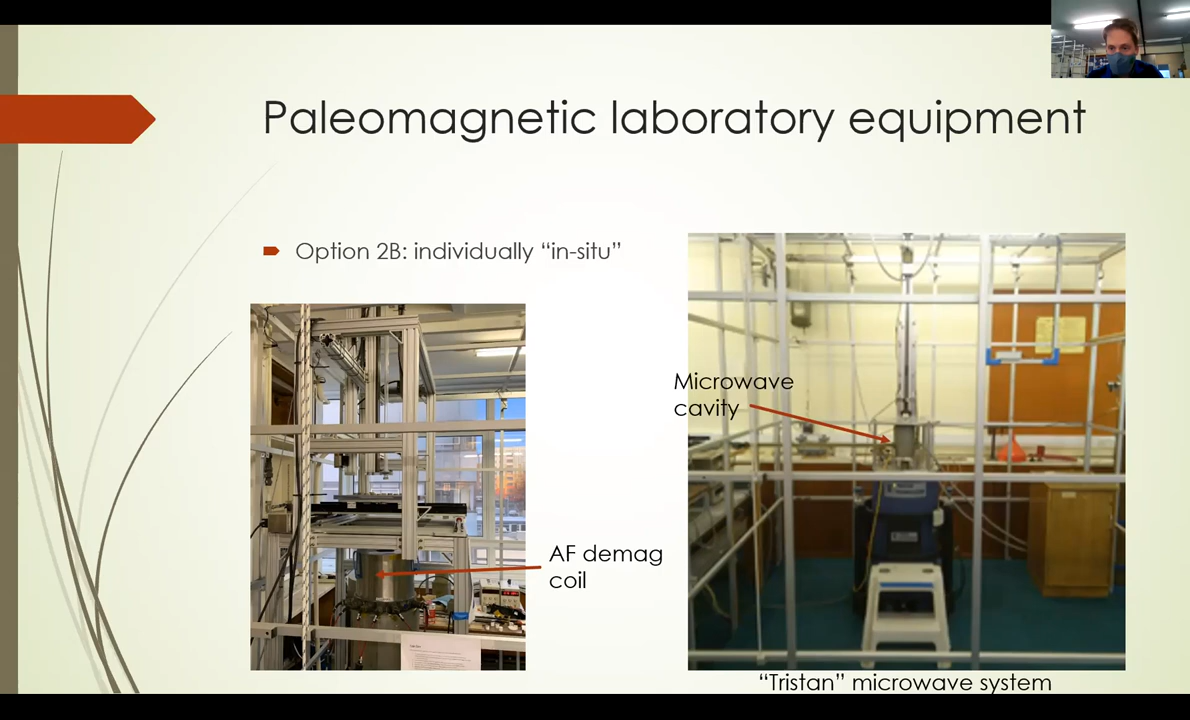 Paleomagnetic laboratory equipment
Option 2B: individually “in-situ”
Microwave
cavity
AF demag
coil
“Tristan” microwave system